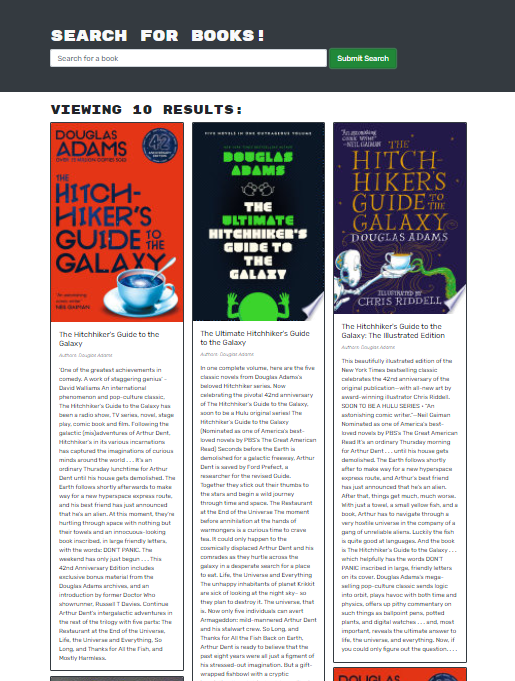 SEARCH FOR BOOKS!
Search for a book
Submit Search
VIEWING 10 RESULTS:
DOUGLAS
ADAMS
42
THE
HITCH-
HIKER'S
GUIDE TO
THE
GALAXY
NEIL GAIMAN
The Hitchhiker's Guide to the
Galaxy
Authors: Douglas Adams
'One of the greatest achievements in
comedy. A work of staggering genius' -
David Walliams An international
phenomenon and pop-culture classic,
The Hitchhiker's Guide to the Galaxy has
been a radio show, TV series, novel, stage
play, comic book and film. Following the
galactic (mis)adventures of Arthur Dent,
Hitchhiker's in its various incarnations
has captured the imaginations of curious
minds around the world . . . It's an
ordinary Thursday lunchtime for Arthur
Dent until his house gets demolished. The
Earth follows shortly afterwards to make
way for a new hyperspace express route,
and his best friend has just announced
that he's an alien. At this moment, they're
hurtling through space with nothing but
their towels and an innocuous-looking
book inscribed, in large friendly letters,
with the words: DON'T PANIC. The
weekend has only just begun . . . This
42nd Anniversary Edition includes
exclusive bonus material from the
Douglas Adams archives, and an
introduction by former Doctor Who
showrunner, Russell T Davies. Continue
Arthur Dent's intergalactic adventures in
the rest of the trilogy with five parts: The
Restaurant at the End of the Universe,
Life, the Universe and Everything, So
Long, and Thanks for All the Fish, and
Mostly Harmless.
FIVE NOVELS IN ONE OUTRAGEOUS VOLUME
DOUGLAS
ADAMS
THE
ULTIMATE
HITCHHIKER'S
GUIDE TO
THE
GALAXY
The Ultimate Hitchhiker's Guide
to the Galaxy
Authors: Douglas Adams
In one complete volume, here are the five
classic novels from Douglas Adams's
beloved Hitchhiker series. Now
celebrating the pivotal 42nd anniversary
of The Hitchhiker's Guide to the Galaxy,
soon to be a Hulu original series! The
Hitchhiker's Guide to the Galaxy
(Nominated as one of America's best-
loved novels by PBS's The Great American
Read) Seconds before the Earth is
demolished for a galactic freeway, Arthur
Dent is saved by Ford Prefect, a
researcher for the revised Guide.
Together they stick out their thumbs to
the stars and begin a wild journey
through time and space. The Restaurant
at the End of the Universe The moment
before annihilation at the hands of
warmongers is a curious time to crave
tea. It could only happen to the
cosmically displaced Arthur Dent and his
comrades as they hurtle across the
galaxy in a desperate search for a place
to eat. Life, the Universe and Everything
The unhappy inhabitants of planet Krikkit
are sick of looking at the night sky– so
they plan to destroy it. The universe, that
is. Now only five individuals can avert
Armageddon: mild-mannered Arthur Dent
and his stalwart crew. So Long, and
Thanks for All the Fish Back on Earth,
Arthur Dent is ready to believe that the
past eight years were all just a figment of
his stressed-out imagination. But a gift-
wrapped fishbowl with a cryptic
THE
HITCH-
HIKER'S
GUIDE TO
THE
GALAXY
DOUGLAS ADAMS
ILLUSTRATED BY
CHRIS RIDDELL
The Hitchhiker's Guide to the
Galaxy: The Illustrated Edition
Authors: Douglas Adams
This beautifully illustrated edition of the
New York Times bestselling classic
celebrates the 42nd anniversary of the
original publication—with all-new art by
award-winning illustrator Chris Riddell.
SOON TO BE A HULU SERIES • "An
astonishing comic writer."—Neil Gaiman
Nominated as one of America's best-
loved novels by PBS's The Great American
Read It's an ordinary Thursday morning
for Arthur Dent . . . until his house gets
demolished. The Earth follows shortly
after to make way for a new hyperspace
express route, and Arthur's best friend
has just announced that he's an alien.
After that, things get much, much worse.
With just a towel, a small yellow fish, and a
book, Arthur has to navigate through a
very hostile universe in the company of a
gang of unreliable aliens. Luckily the fish
is quite good at languages. And the book
is The Hitchhiker's Guide to the Galaxy . . .
which helpfully has the words DON'T
PANIC inscribed in large, friendly letters
on its cover. Douglas Adams's mega-
selling pop-culture classic sends logic
into orbit, plays havoc with both time and
physics, offers up pithy commentary on
such things as ballpoint pens, potted
plants, and digital watches . . . and, most
important, reveals the ultimate answer to
life, the universe, and everything. Now, if
you could only figure out the question. . . .
DOUGLAS